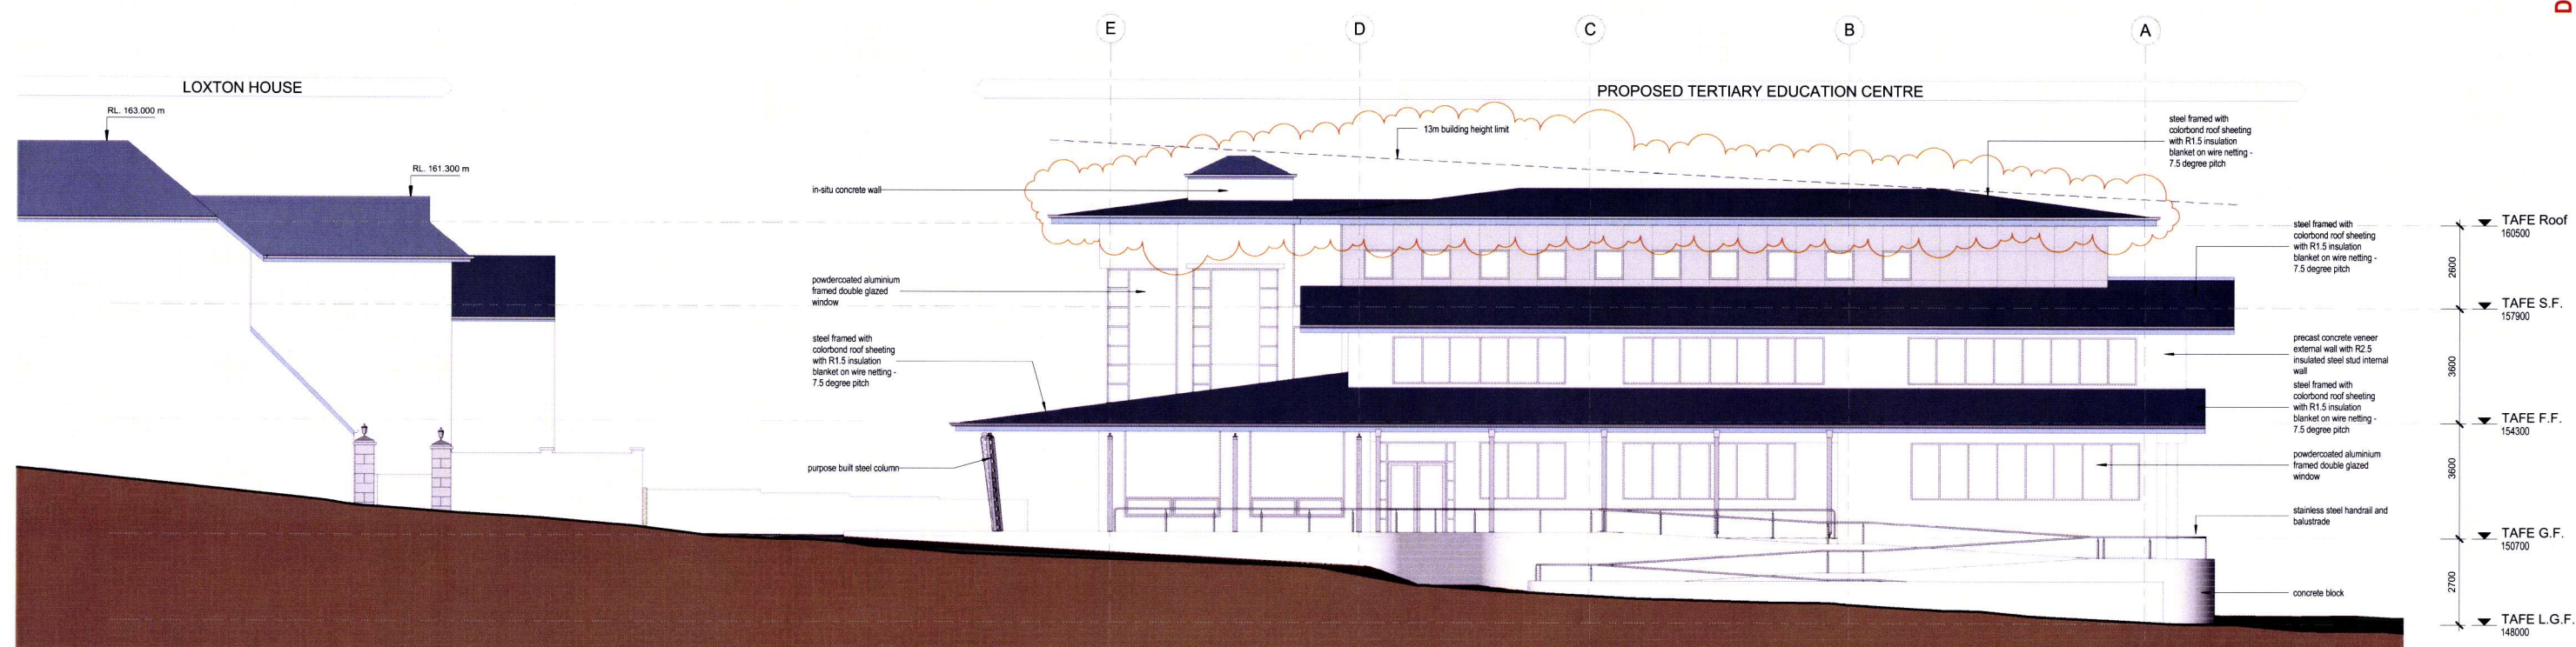 D
E
D
C
B
A
LOXTON HOUSE
PROPOSED TERTIARY EDUCATION CENTRE
RL. 163.000 m
RL. 161.300 m
13m building height limit
in-situ concrete wall
powdercoated aluminium
framed double glazed
window
steel framed with
colorbond roof sheeting
with R1.5 insulation
blanket on wire netting -
7.5 degree pitch
purpose built steel column
steel framed with
colorbond roof sheeting
with R1.5 insulation
blanket on wire netting -
7.5 degree pitch
steel framed with
colorbond roof sheeting
with R1.5 insulation
blanket on wire netting -
7.5 degree pitch
precast concrete veneer
external wall with R2.5
insulated steel stud internal
wall
steel framed with
colorbond roof sheeting
with R1.5 insulation
blanket on wire netting -
7.5 degree pitch
powdercoated aluminium
framed double glazed
window
stainless steel handrail and
balustrade
concrete block
2600
3600
3600
2700
TAFE Roof
160500
TAFE S.F.
157900
TAFE F.F.
154300
TAFE G.F.
150700
TAFE L.G.F.
148000